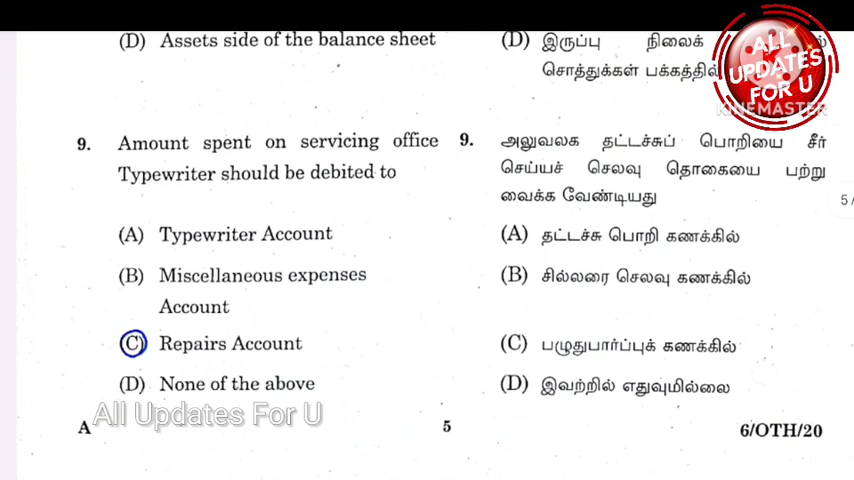 (D) Assets side of the balance sheet
(D) இருப்பு நிலைக்
சொத்துக்கள் பக்கத்தில்
ALL
UPDATES
FOR U
KINEMASTER
9. Amount spent on servicing office
Typewriter should be debited to
(A) Typewriter Account
(B) Miscellaneous expenses
Account
(C) Repairs Account
(D) None of the above
9. அலுவலக தட்டச்சுப் பொறியை சீர்
செய்யச் செலவு தொகையை பற்று
வைக்க வேண்டியது
(A) தட்டச்சு பொறி கணக்கில்
(B) சில்லரை செலவு கணக்கில்
(C) பழுதுபார்ப்புக் கணக்கில்
(D) இவற்றில் எதுவுமில்லை
5/
All Updates For U
A 5 6/OTH/20